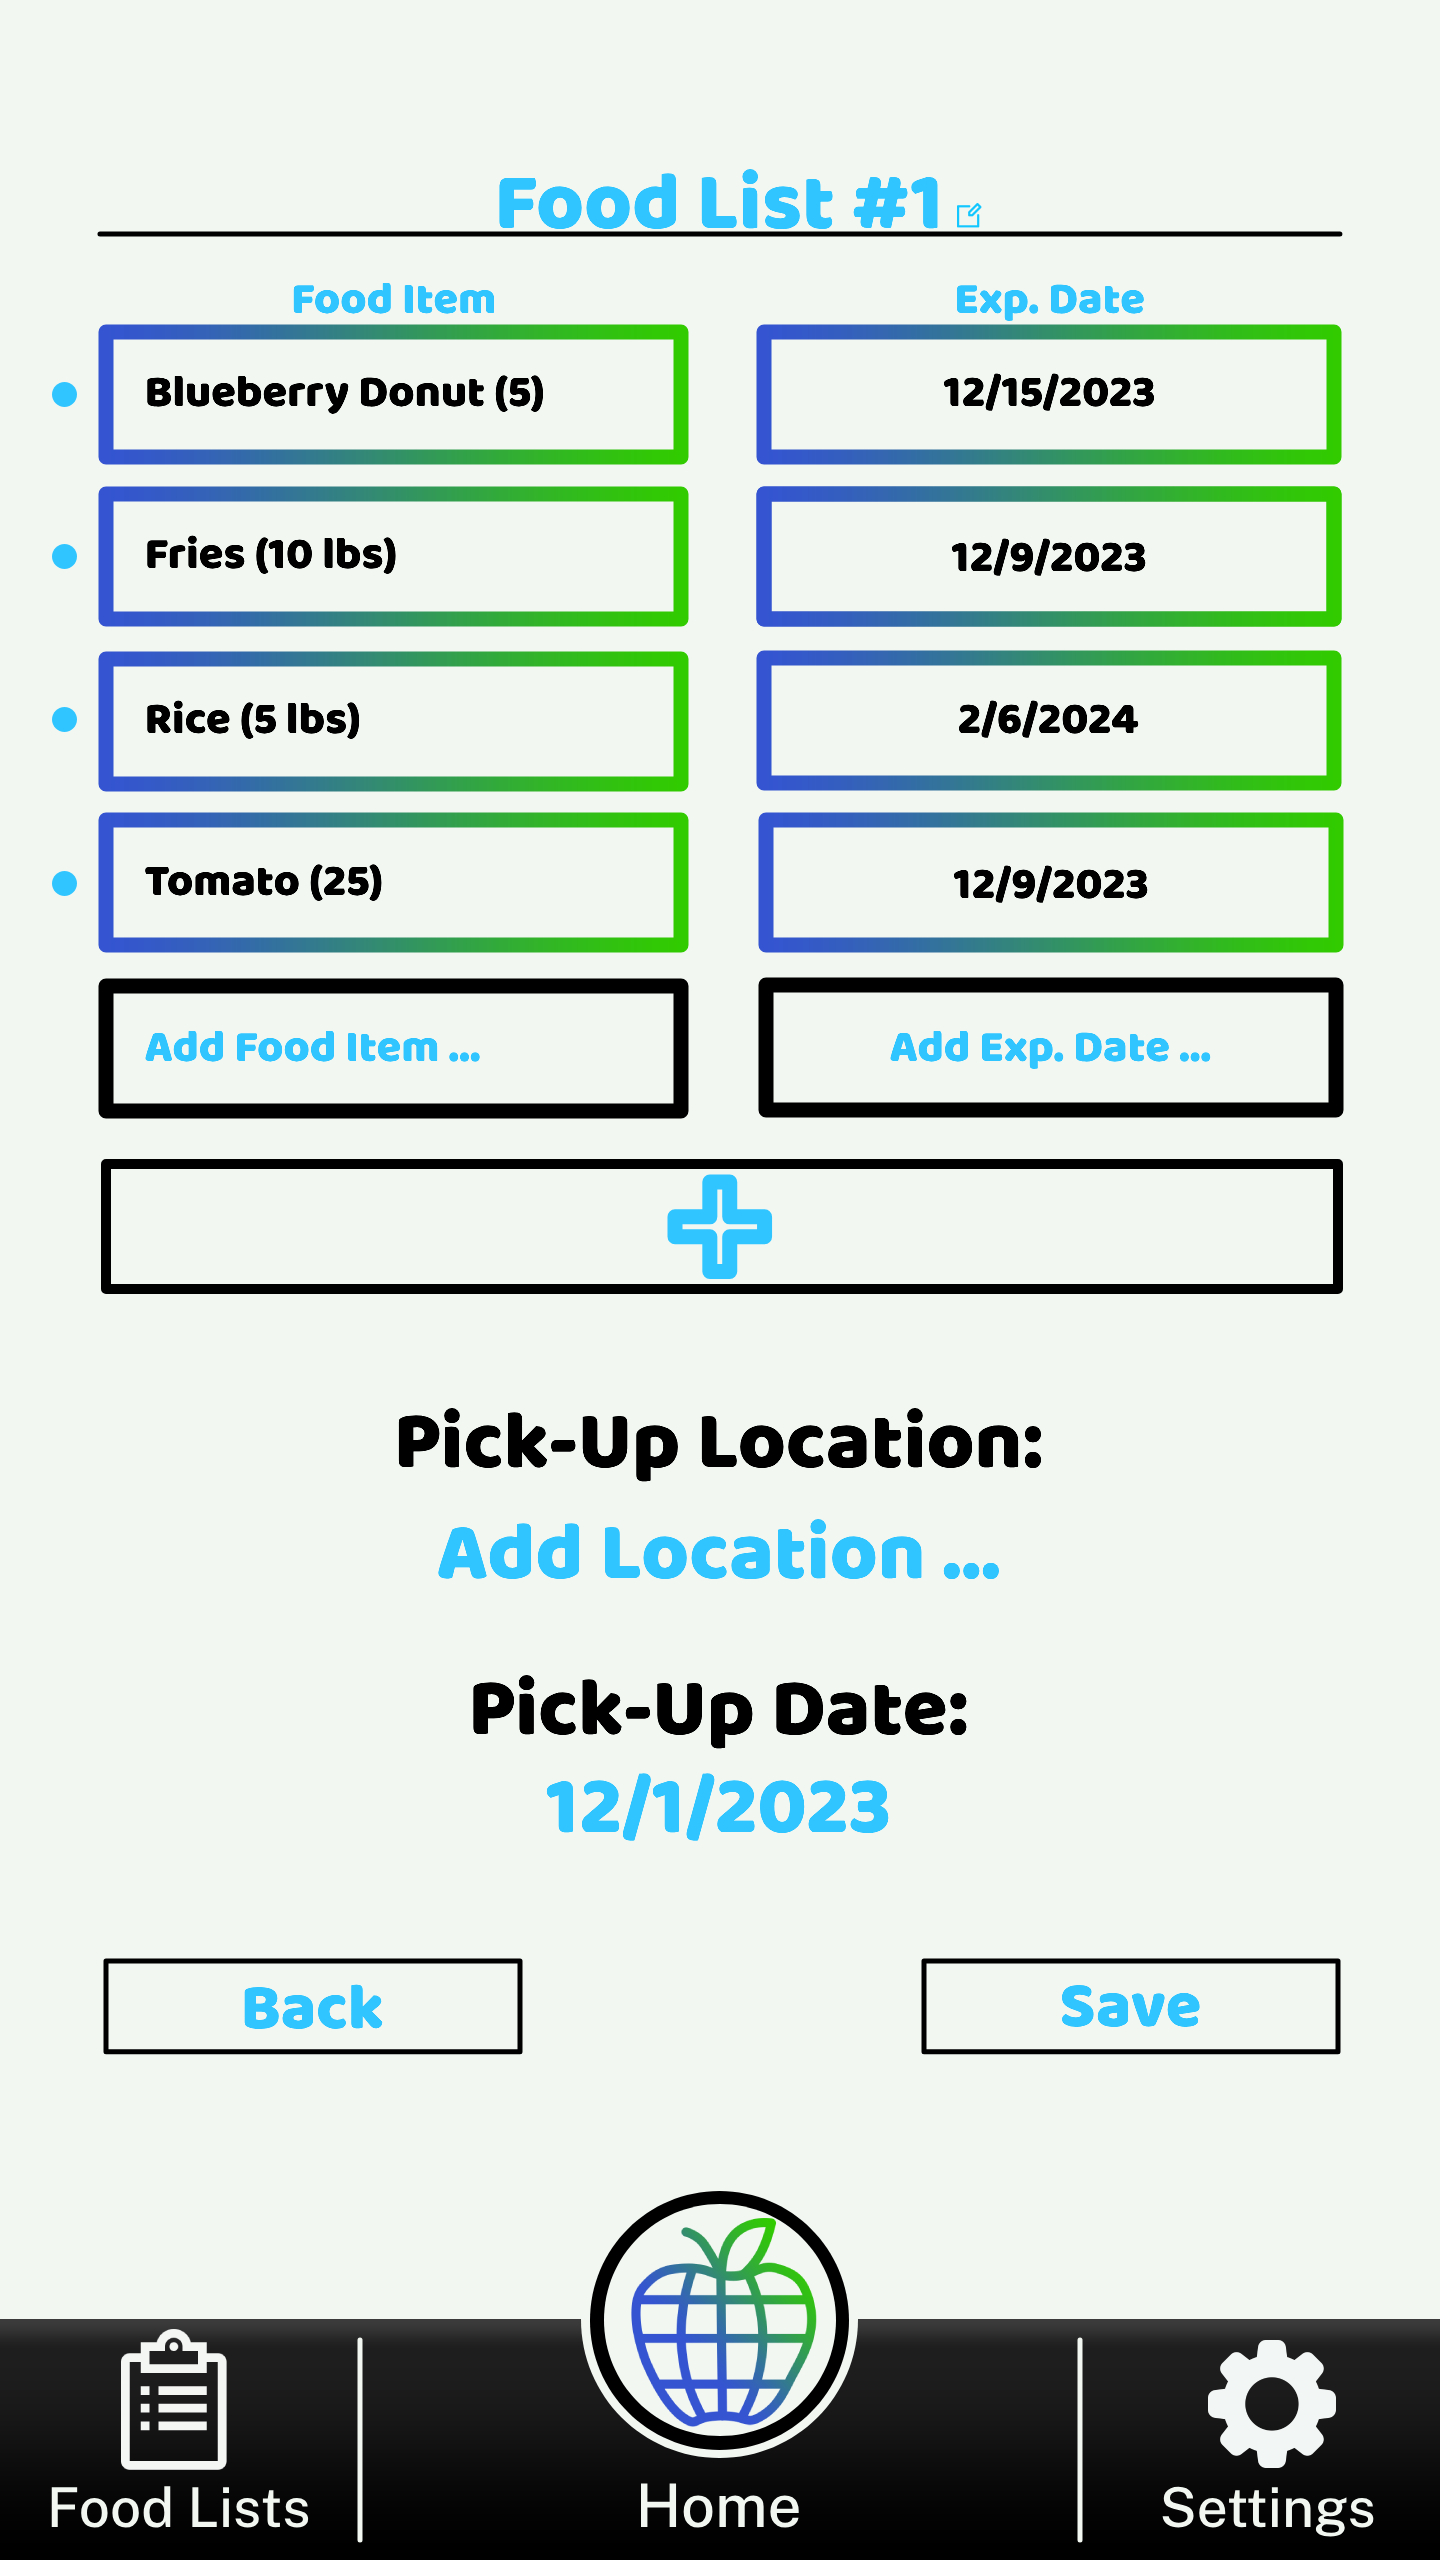 Food List #1
Food Item Exp. Date
Blueberry Donut (5) 12/15/2023
Fries (10 lbs) 12/9/2023
Rice (5 lbs) 2/6/2024
Tomato (25) 12/9/2023
Add Food Item ... Add Exp. Date ...
Pick-Up Location:
Add Location ...
Pick-Up Date:
12/1/2023
Back Save
Food Lists Home Settings